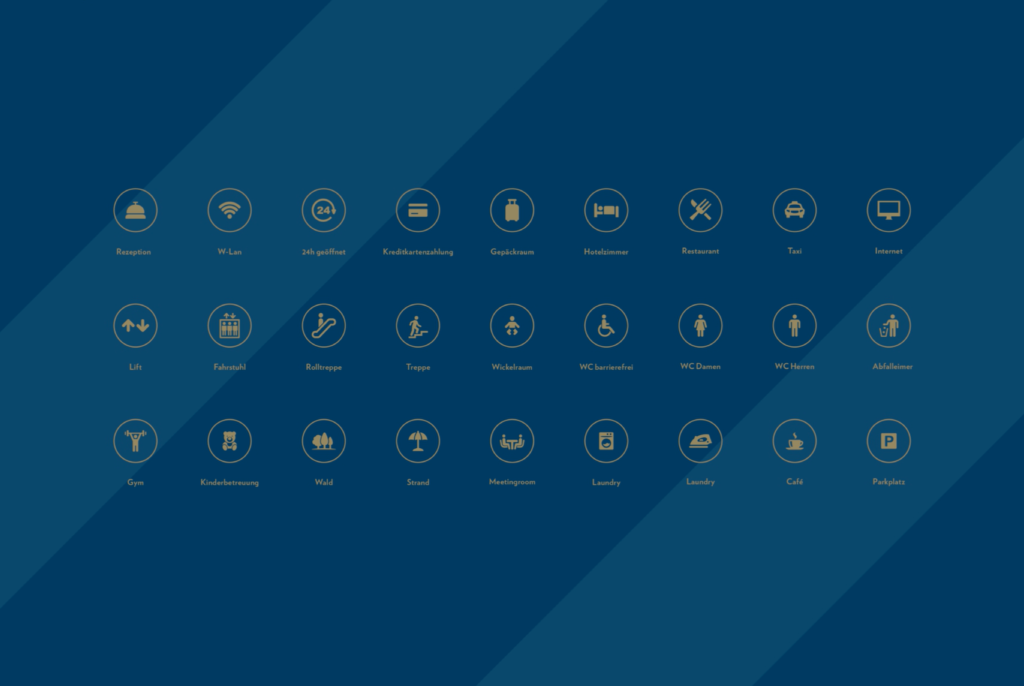 Rezeption
W-Lan
24
24h geöffnet
Kreditkartenzahlung
Gepäckraum
Hotelzimmer
Restaurant
Taxi
Internet
Lift
Fahrstuhl
Rolltreppe
Treppe
Wickelraum
WC barrierefrei
WC Damen
WC Herren
Abfalleimer
Gym
Kinderbetreuung
Wald
Strand
Meetingroom
Laundry
Laundry
Café
P
Parkplatz